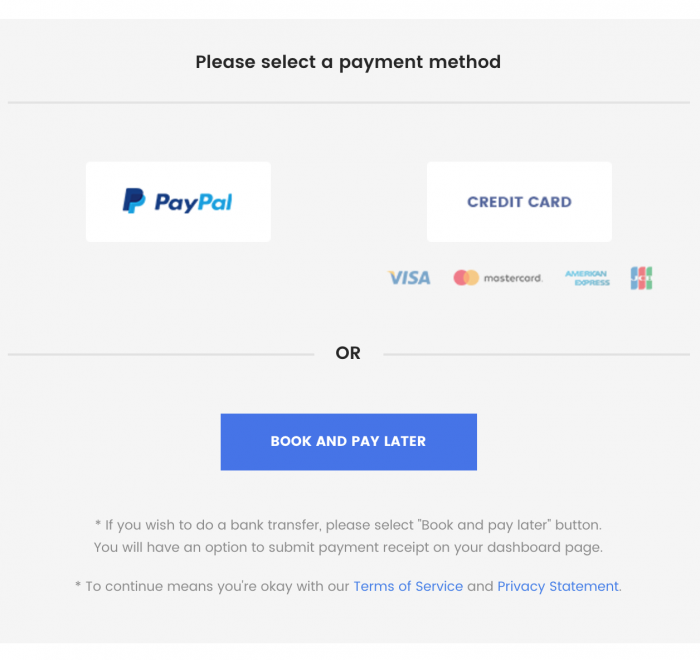 Please select a payment method
PayPal
CREDIT CARD
VISA
mastercard.
AMERICAN
EXPRESS
JCB
OR
BOOK AND PAY LATER
* If you wish to do a bank transfer, please select "Book and pay later" button.
You will have an option to submit payment receipt on your dashboard page.
* To continue means you're okay with our Terms of Service and Privacy Statement.